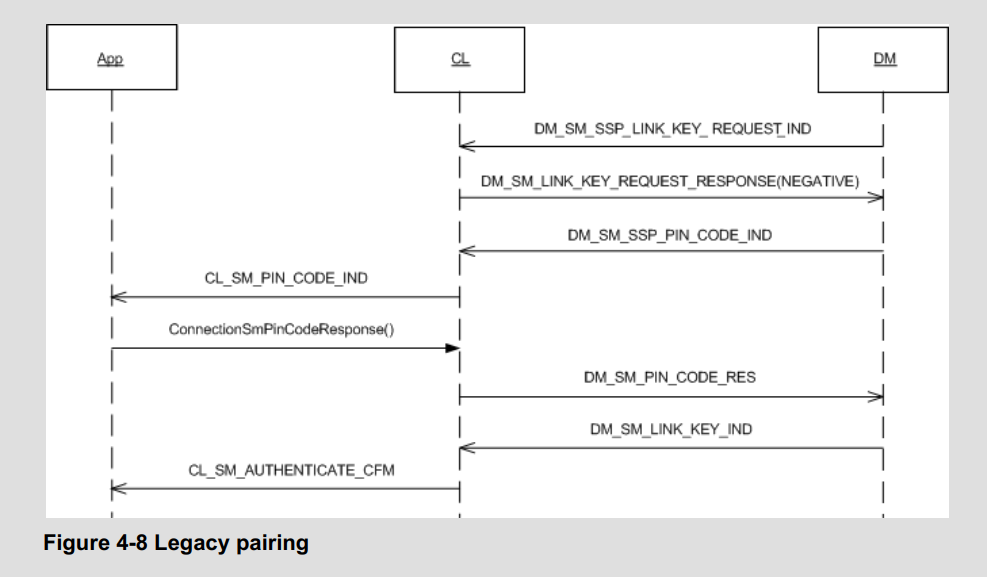 App
CL
DM
DM_SM_SSP_LINK_KEY_ REQUEST_IND
DM_SM_LINK_KEY_REQUEST_RESPONSE(NEGATIVE)
DM_SM_SSP_PIN_CODE_IND
CL_SM_PIN_CODE_IND
ConnectionSmPinCodeResponse()
DM_SM_PIN_CODE_RES
DM_SM_LINK_KEY_IND
CL_SM_AUTHENTICATE_CFM
Figure 4-8 Legacy pairing